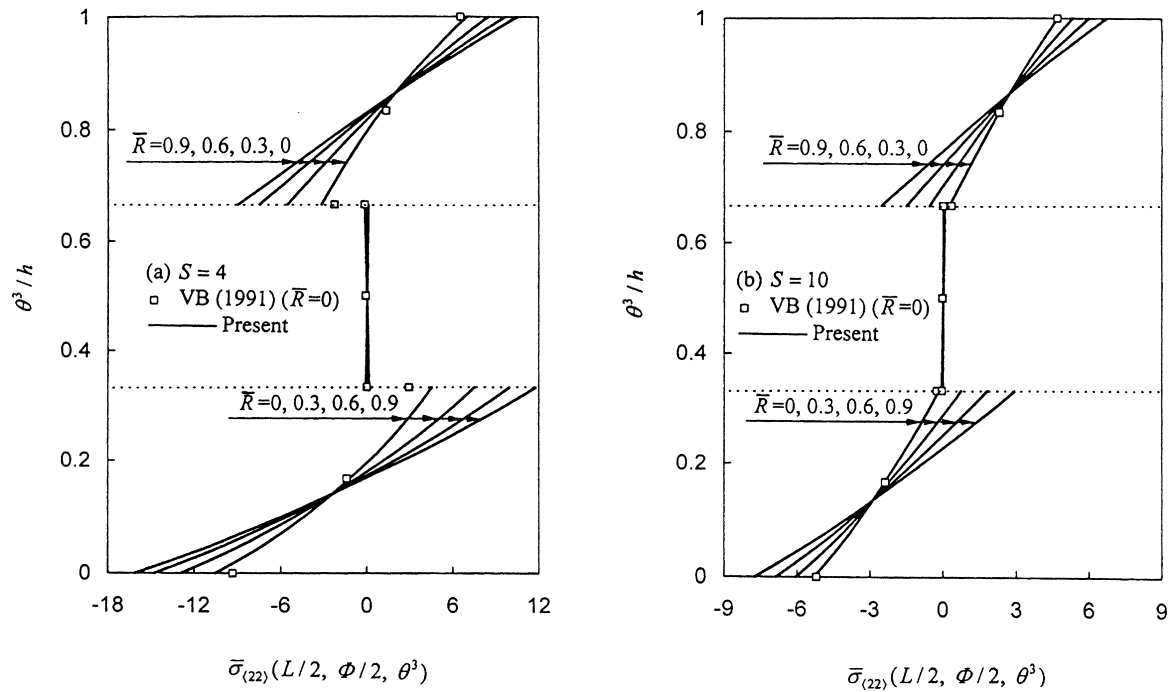 1
0.8
0.6
0.4
0.2
0
θ³ / h
R̅=0.9, 0.6, 0.3, 0
(a) S = 4
VB (1991) (R̅=0)
Present
R̅=0, 0.3, 0.6, 0.9
-18 -12 -6 0 6 12
σ̅⟨22⟩(L/2, Φ/2, θ³)
1
0.8
0.6
0.4
0.2
0
θ³ / h
R̅=0.9, 0.6, 0.3, 0
(b) S = 10
VB (1991) (R̅=0)
Present
R̅=0, 0.3, 0.6, 0.9
-9 -6 -3 0 3 6 9
σ̅⟨22⟩(L/2, Φ/2, θ³)